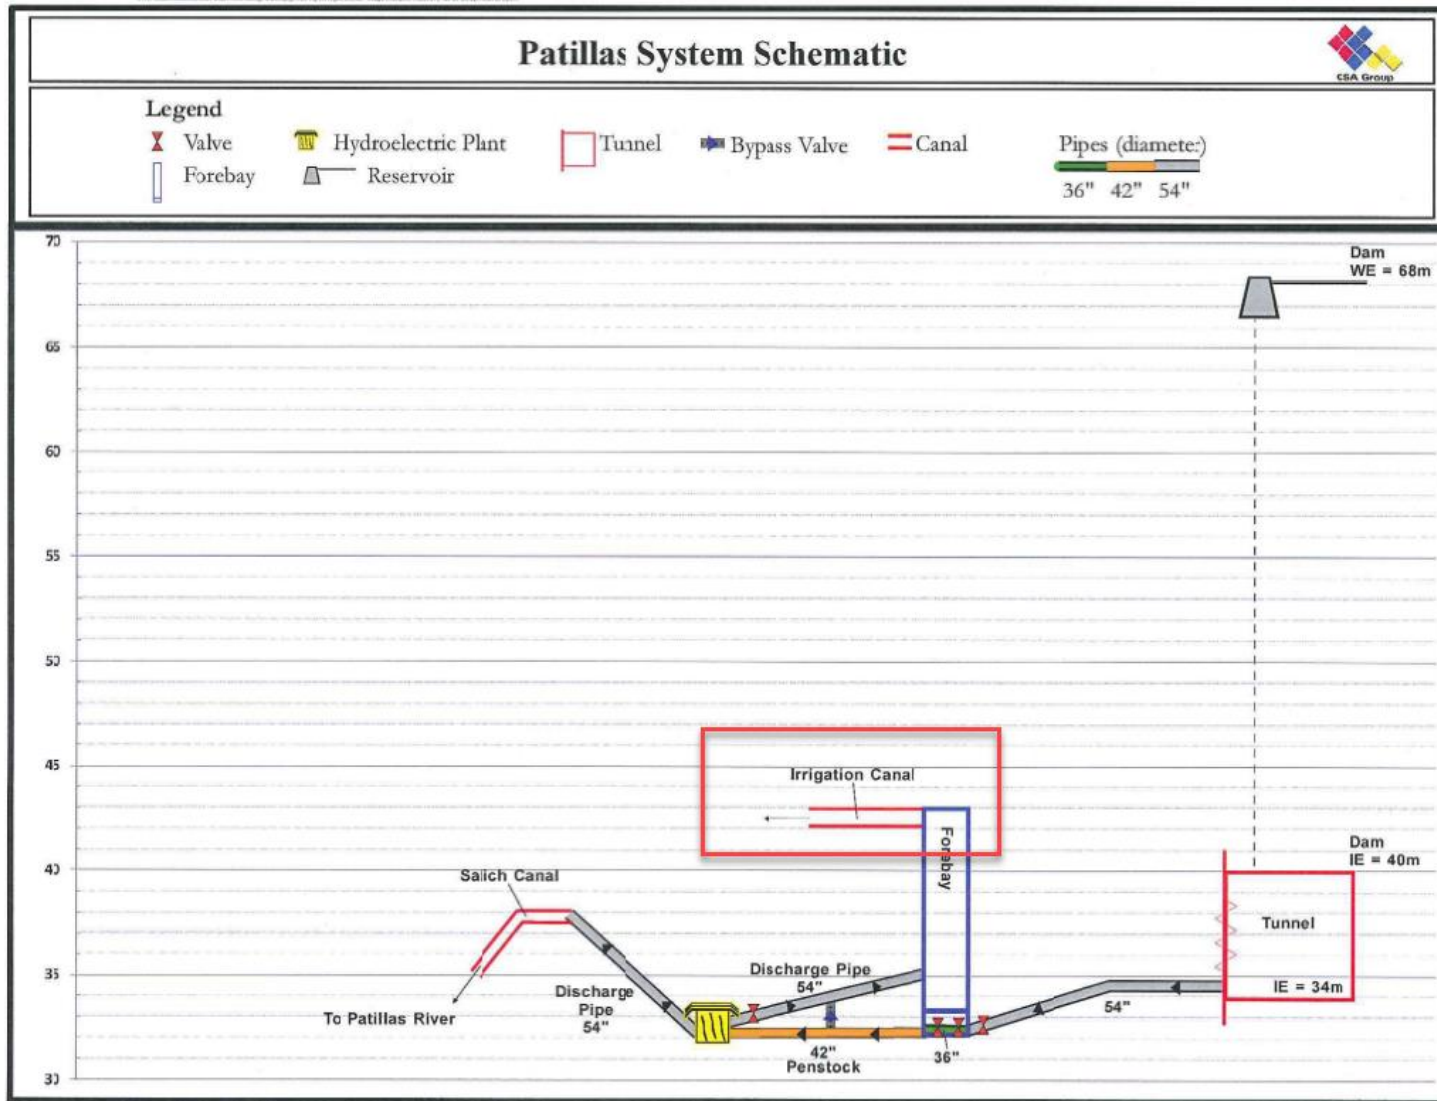 Patillas System Schematic
CSA Group
Legend
Valve
Hydroelectric Plant
Tunnel
Bypass Valve
Canal
Pipes (diameter)
Forebay
Reservoir
36" 42" 54"
70
65
60
55
50
45
40
35
30
Dam
WE = 68m
Irrigation Canal
Forebay
Dam
IE = 40m
Tunnel
IE = 34m
Salich Canal
To Patillas River
Discharge
Pipe
54"
Discharge Pipe
54"
42"
Penstock
36"
54"